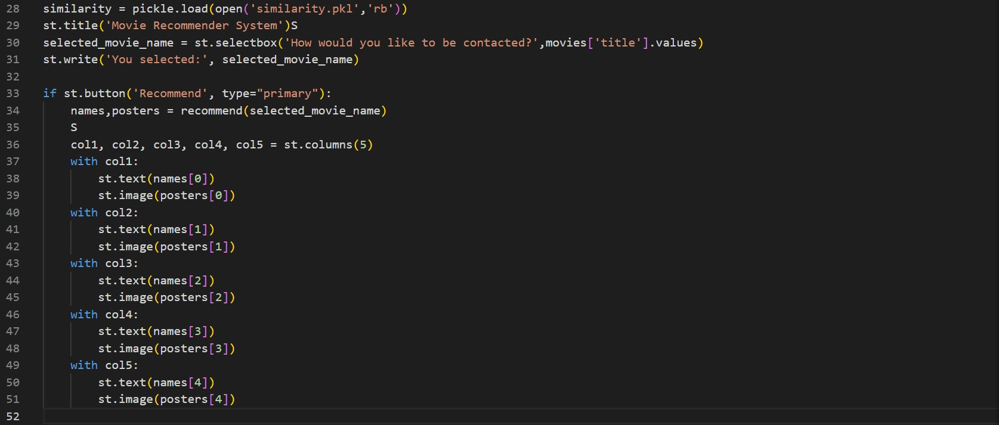 28 similarity = pickle.load(open('similarity.pkl','rb'))
29 st.title('Movie Recommender System')S
30 selected_movie_name = st.selectbox('How would you like to be contacted?',movies['title'].values)
31 st.write('You selected:', selected_movie_name)
32
33 if st.button('Recommend', type="primary"):
34     names,posters = recommend(selected_movie_name)
35     S
36     col1, col2, col3, col4, col5 = st.columns(5)
37     with col1:
38         st.text(names[0])
39         st.image(posters[0])
40     with col2:
41         st.text(names[1])
42         st.image(posters[1])
43     with col3:
44         st.text(names[2])
45         st.image(posters[2])
46     with col4:
47         st.text(names[3])
48         st.image(posters[3])
49     with col5:
50         st.text(names[4])
51         st.image(posters[4])
52